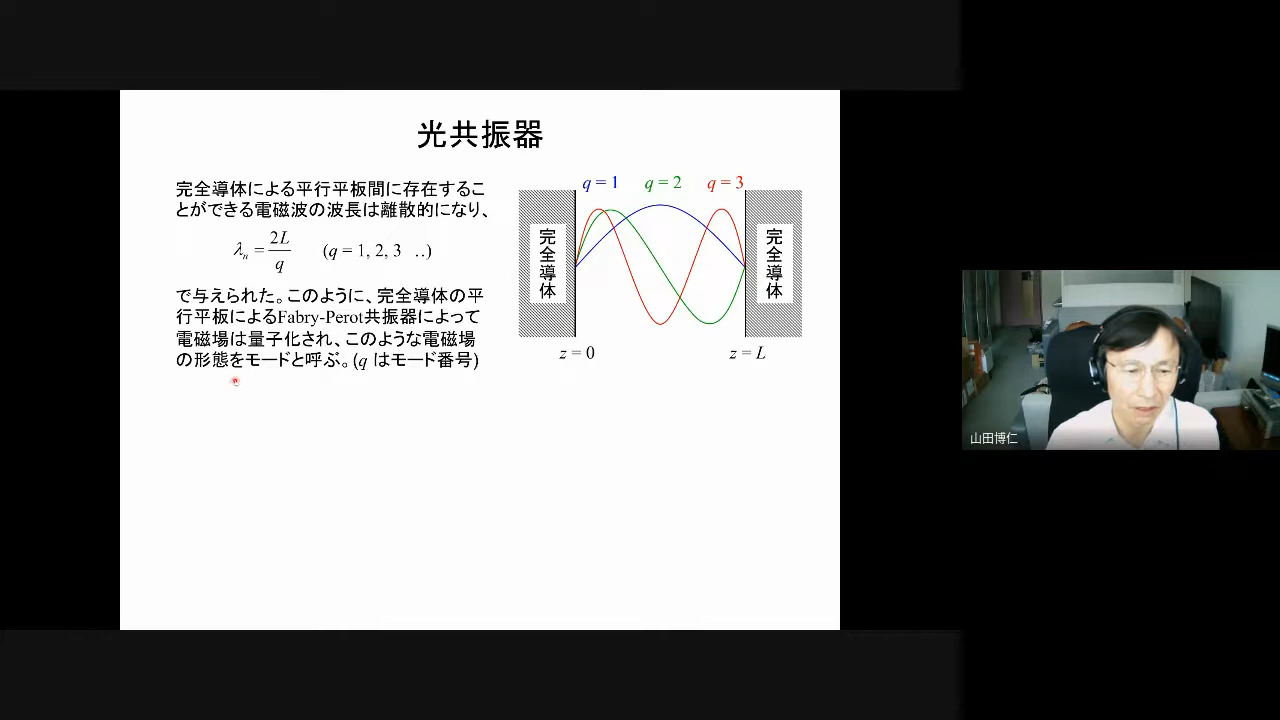 光共振器
完全導体による平行平板間に存在するこ
とができる電磁波の波長は離散的になり、
λn = 2L/q (q = 1, 2, 3 ‥)
で与えられた。このように、完全導体の平
行平板によるFabry-Perot共振器によって
電磁場は量子化され、このような電磁場
の形態をモードと呼ぶ。(q はモード番号)
q = 1 q = 2 q = 3
完全導体
完全導体
z = 0 z = L
山田博仁